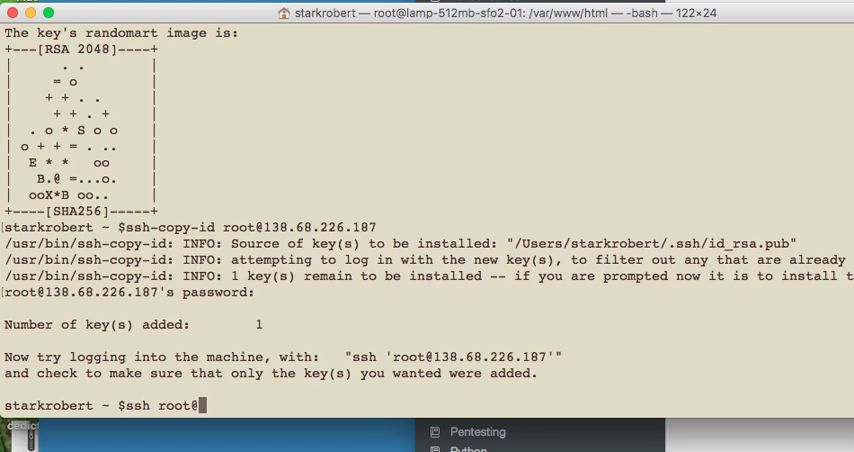 starkrobert — root@lamp-512mb-sfo2-01: /var/www/html — -bash — 122×24
The key's randomart image is:
+---[RSA 2048]----+
|      . .        |
|     = o         |
|    + + . .      |
|     + + . +     |
|  . o * S o o    |
| o + + = . ..    |
|  E * *   oo     |
|   B.@ =...o.    |
|  ooX*B oo..     |
+----[SHA256]-----+
starkrobert ~ $ssh-copy-id root@138.68.226.187
/usr/bin/ssh-copy-id: INFO: Source of key(s) to be installed: "/Users/starkrobert/.ssh/id_rsa.pub"
/usr/bin/ssh-copy-id: INFO: attempting to log in with the new key(s), to filter out any that are already
/usr/bin/ssh-copy-id: INFO: 1 key(s) remain to be installed -- if you are prompted now it is to install t
root@138.68.226.187's password:
Number of key(s) added:        1
Now try logging into the machine, with:   "ssh 'root@138.68.226.187'"
and check to make sure that only the key(s) you wanted were added.
starkrobert ~ $ssh root@
Pentesting
Python